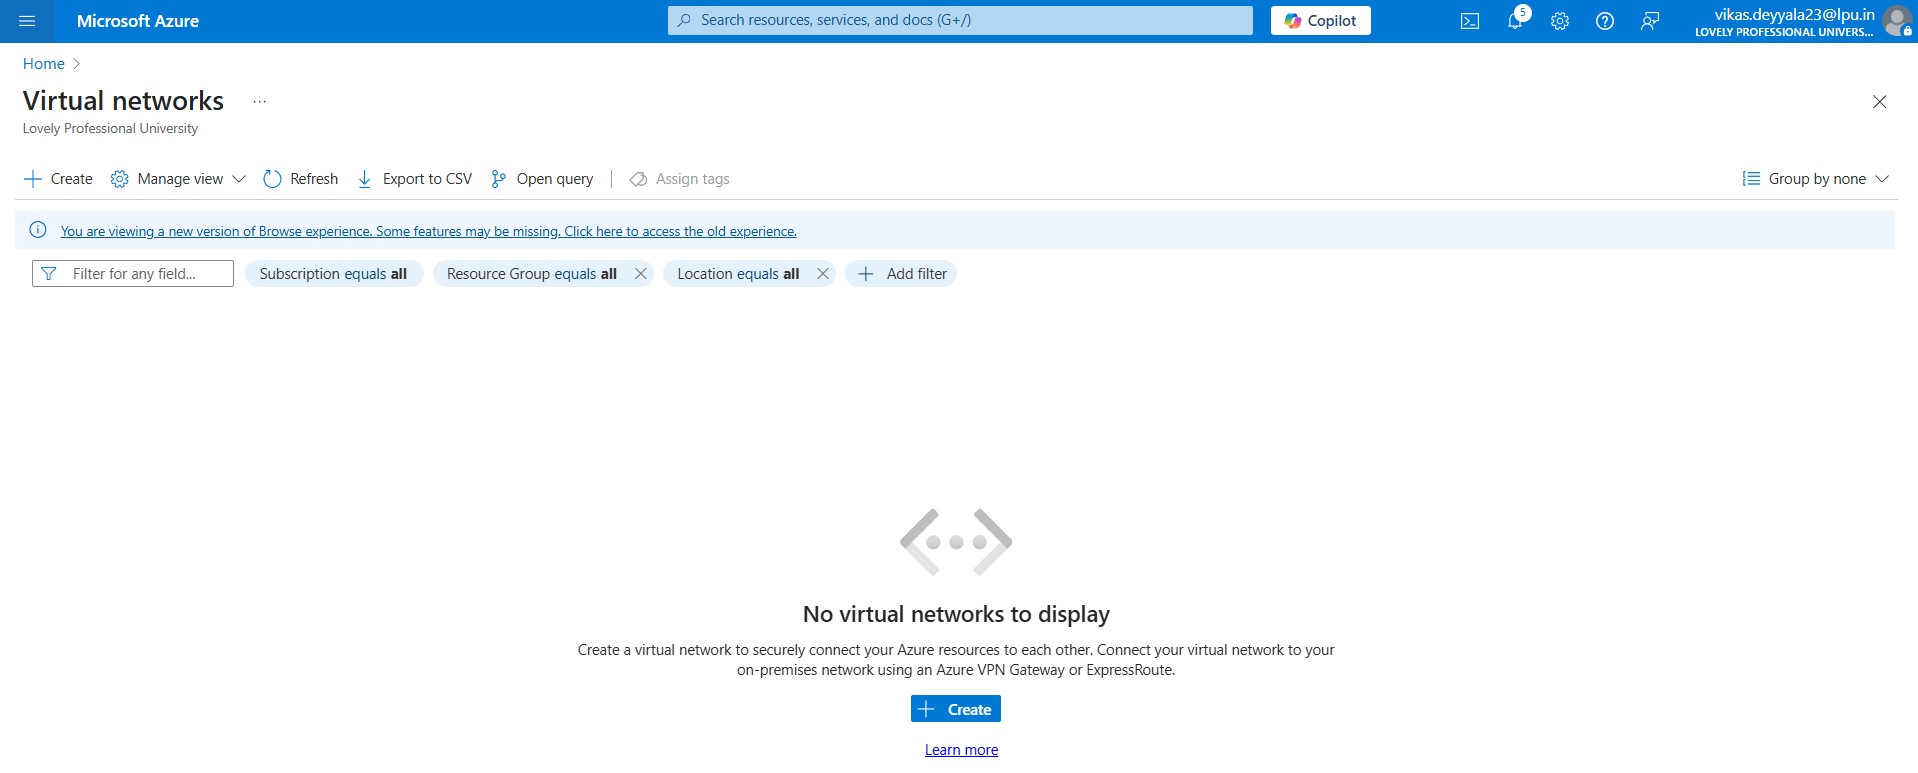 Microsoft Azure
Search resources, services, and docs (G+/)
Copilot
5
vikas.deyyala23@lpu.in
LOVELY PROFESSIONAL UNIVERS...
Home
Virtual networks
...
Lovely Professional University
Create
Manage view
Refresh
Export to CSV
Open query
Assign tags
Group by none
You are viewing a new version of Browse experience. Some features may be missing. Click here to access the old experience.
Filter for any field...
Subscription equals all
Resource Group equals all
Location equals all
Add filter
No virtual networks to display
Create a virtual network to securely connect your Azure resources to each other. Connect your virtual network to your
on-premises network using an Azure VPN Gateway or ExpressRoute.
Create
Learn more